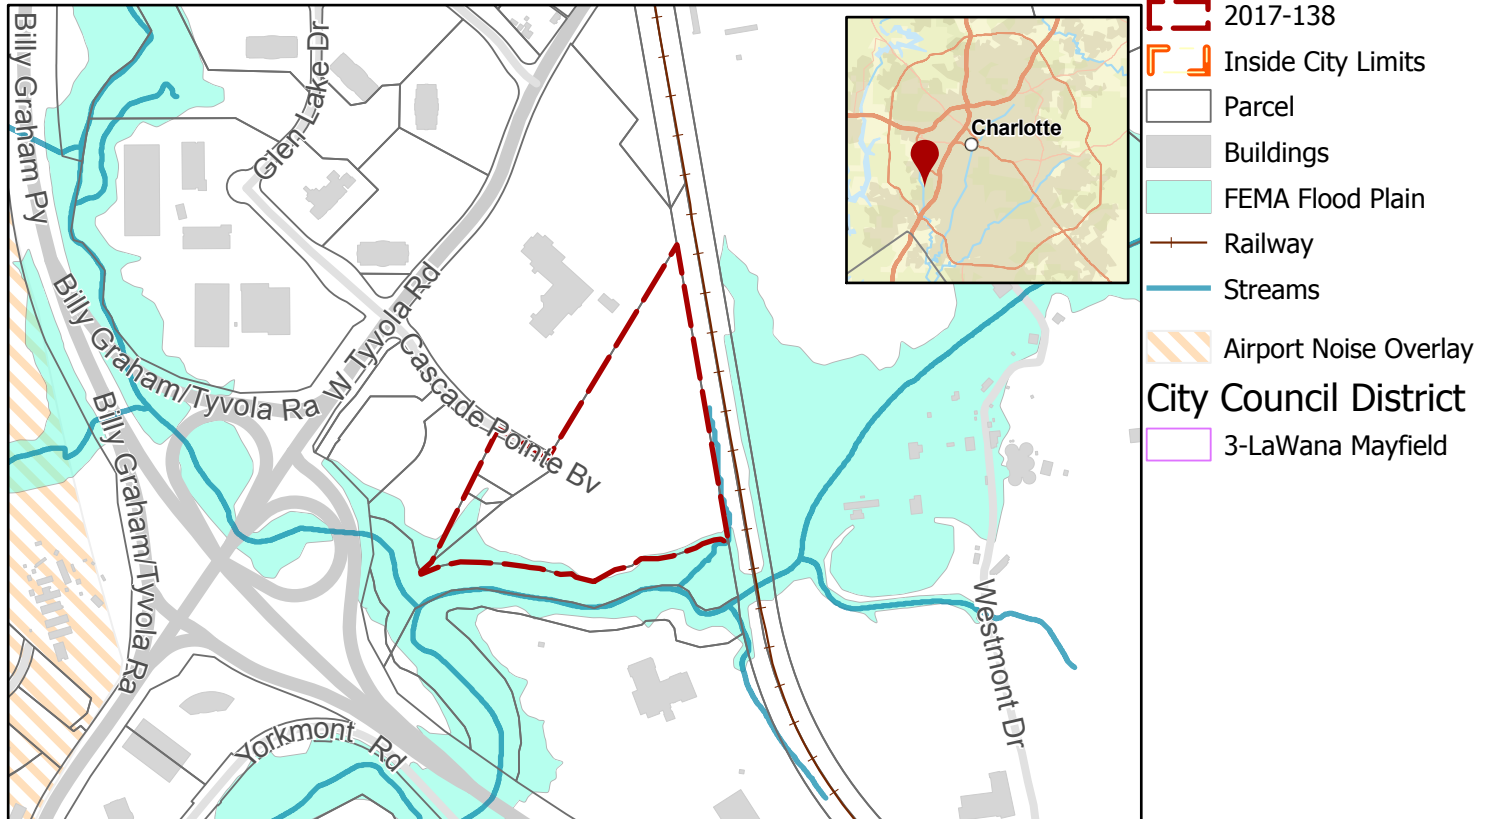 Billy Graham Py
Glen Lake Dr
Billy Graham/Tyvola Ra
W Tyvola Rd
Cascade Pointe Bv
Billy Graham/Tyvola Ra
Yorkmont Rd
Westmont Dr
Charlotte
2017-138
Inside City Limits
Parcel
Buildings
FEMA Flood Plain
Railway
Streams
Airport Noise Overlay
City Council District
3-LaWana Mayfield